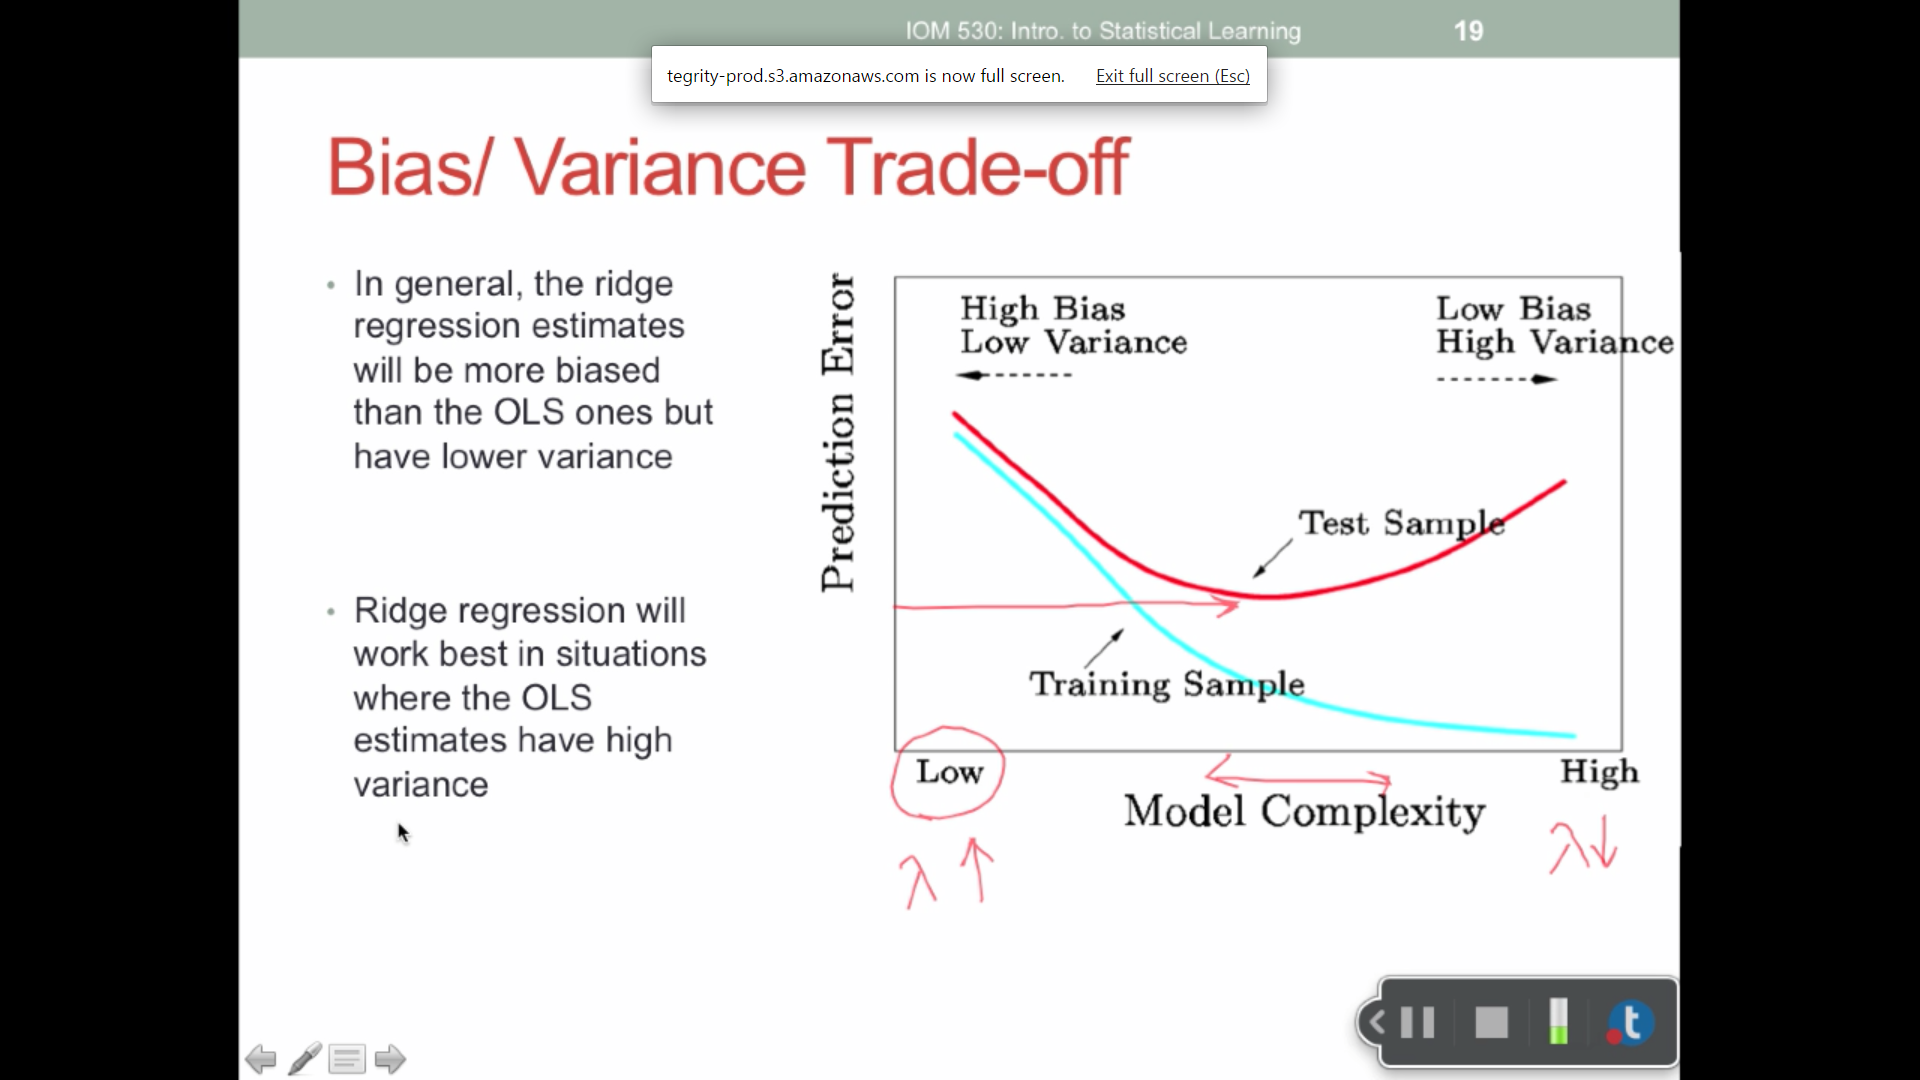 IOM 530: Intro. to Statistical Learning 19
tegrity-prod.s3.amazonaws.com is now full screen. Exit full screen (Esc)
Bias/ Variance Trade-off
• In general, the ridge
regression estimates
will be more biased
than the OLS ones but
have lower variance
• Ridge regression will
work best in situations
where the OLS
estimates have high
variance
Prediction Error
High Bias
Low Variance
Low Bias
High Variance
Test Sample
Training Sample
Low
High
Model Complexity
λ ↑
λ ↓
t